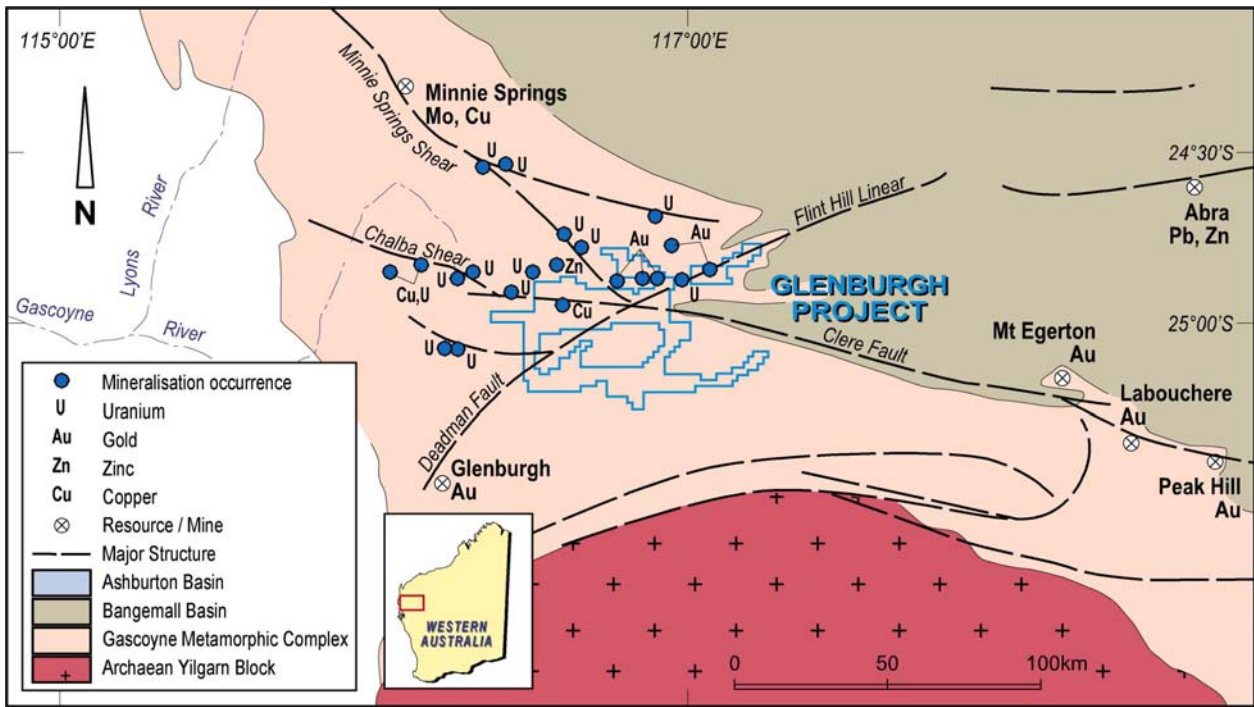 115°00'E
117°00'E
Minnie Springs Shear
Minnie Springs
Mo, Cu
N
U
U
24°30'S
Lyons River
Chalba Shear
Flint Hill Linear
Abra
Pb, Zn
U
U
U
Au
Au
Cu,U
U
U
U
U
Zn
Cu
U
GLENBURGH
PROJECT
Gascoyne River
25°00'S
Clere Fault
Mt Egerton
Au
U
U
Labouchere
Au
Deadman Fault
Glenburgh
Au
Peak Hill
Au
Mineralisation occurrence
U Uranium
Au Gold
Zn Zinc
Cu Copper
Resource / Mine
Major Structure
Ashburton Basin
Bangemall Basin
Gascoyne Metamorphic Complex
Archaean Yilgarn Block
WESTERN
AUSTRALIA
0 50 100km